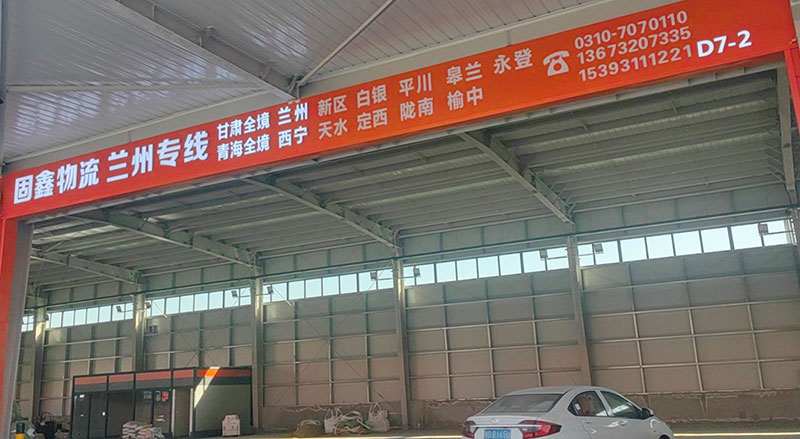 固鑫物流 兰州专线
甘肃全境 兰州 新区 白银 平川 皋兰 永登
青海全境 西宁 天水 定西 陇南 榆中
0310-7070110
13673207335
15393111221
D7-2